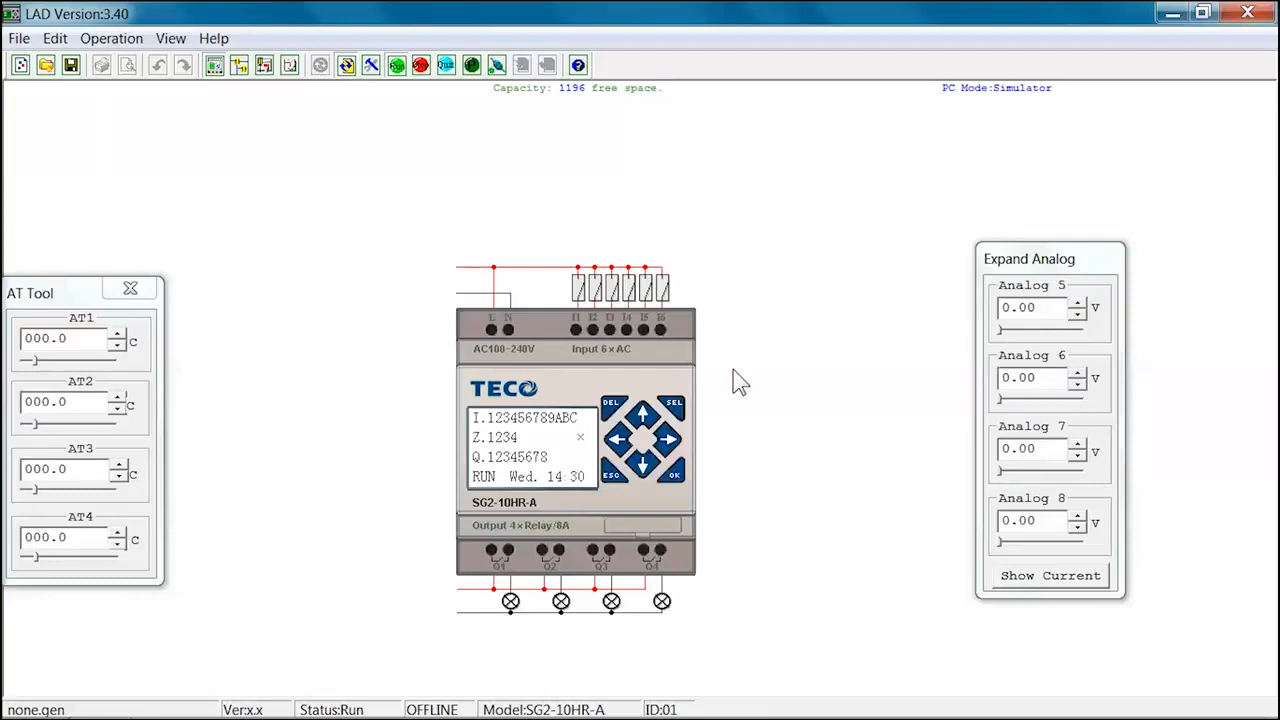 LAD Version:3.40
File Edit Operation View Help
Capacity: 1196 free space. PC Mode:Simulator
AT Tool
AT1
000.0 C
AT2
000.0 C
AT3
000.0 C
AT4
000.0 C
L N I1 I2 I3 I4 I5 I6
AC100-240V Input 6×AC
TECO
I.123456789ABC
Z.1234 ×
Q.12345678
RUN Wed. 14 30
DEL SEL
ESC OK
SG2-10HR-A
Output 4×Relay/8A
Q1 Q2 Q3 Q4
Expand Analog
Analog 5
0.00 V
Analog 6
0.00 V
Analog 7
0.00 V
Analog 8
0.00 V
Show Current
none.gen Ver:x.x Status:Run OFFLINE Model:SG2-10HR-A ID:01